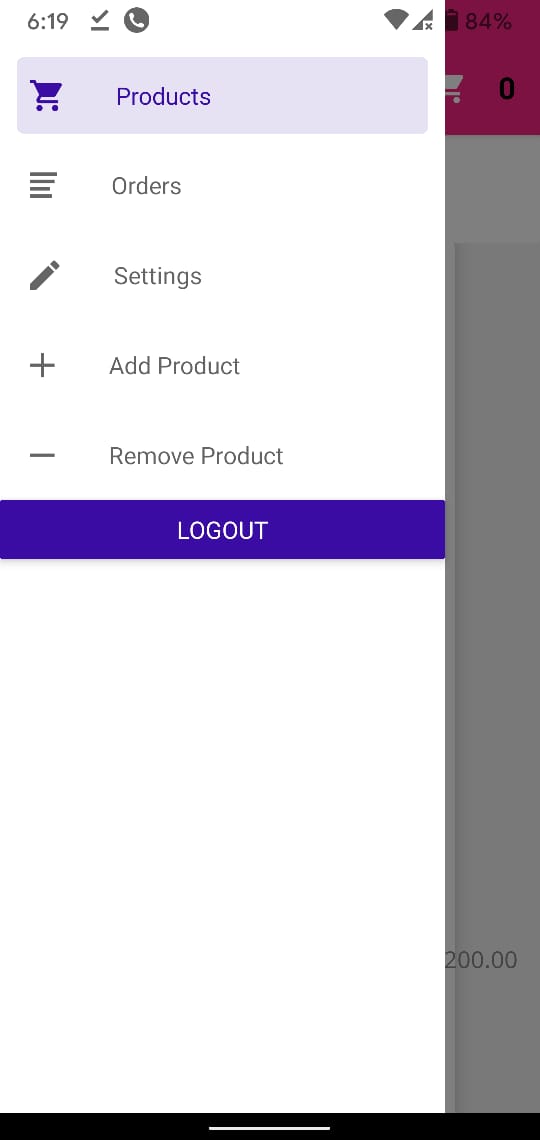 6:19 84%
Products
0
Orders
Settings
Add Product
Remove Product
LOGOUT
200.00